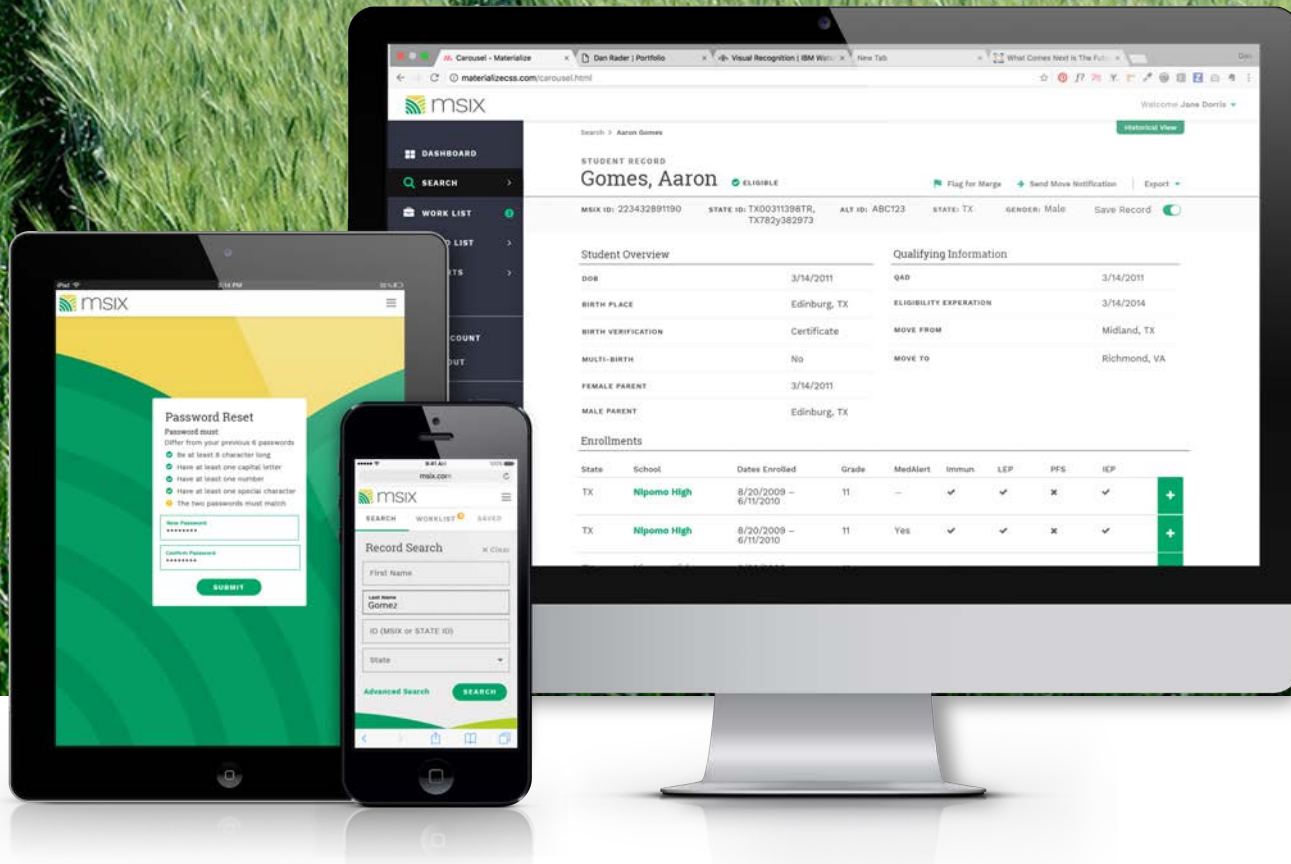 Carousel - Materialize
Dan Rader | Portfolio
Visual Recognition | IBM Wats
New Tab
What Comes Next Is The Futu
Dan
materializecss.com/carousel.html
msix
Welcome Jane Dorris
DASHBOARD
SEARCH
WORK LIST
LIST
COUNT
OUT
Search > Aaron Gomes
Historical View
STUDENT RECORD
Gomes, Aaron
ELIGIBLE
Flag for Merge
Send Move Notification
Export
MSIX ID: 223432891190
STATE ID: TX00311398TR,
TX782y382973
ALT ID: ABC123
STATE: TX
GENDER: Male
Save Record
Student Overview
DOB 3/14/2011
BIRTH PLACE Edinburg, TX
BIRTH VERIFICATION Certificate
MULTI-BIRTH No
FEMALE PARENT 3/14/2011
MALE PARENT Edinburg, TX
Qualifying Information
QAD 3/14/2011
ELIGIBILITY EXPERATION 3/14/2014
MOVE FROM Midland, TX
MOVE TO Richmond, VA
Enrollments
State School Dates Enrolled Grade MedAlert Immun LEP PFS IEP
TX Nipomo High 8/20/2009 – 11 –
6/11/2010
TX Nipomo High 8/20/2009 – 11 Yes
6/11/2010
iPad
3:14 PM
msix
Password Reset
Password must:
Differ from your previous 6 passwords
Be at least 8 character long
Have at least one capital letter
Have at least one number
Have at least one special character
The two passwords must match
New Password
********
Confirm Password
********
SUBMIT
9:41 AM
100%
msix.com
msix
SEARCH WORKLIST SAVED
Record Search
× Clear
First Name
Last Name
Gomez
ID (MSIX or STATE ID)
State
Advanced Search
SEARCH